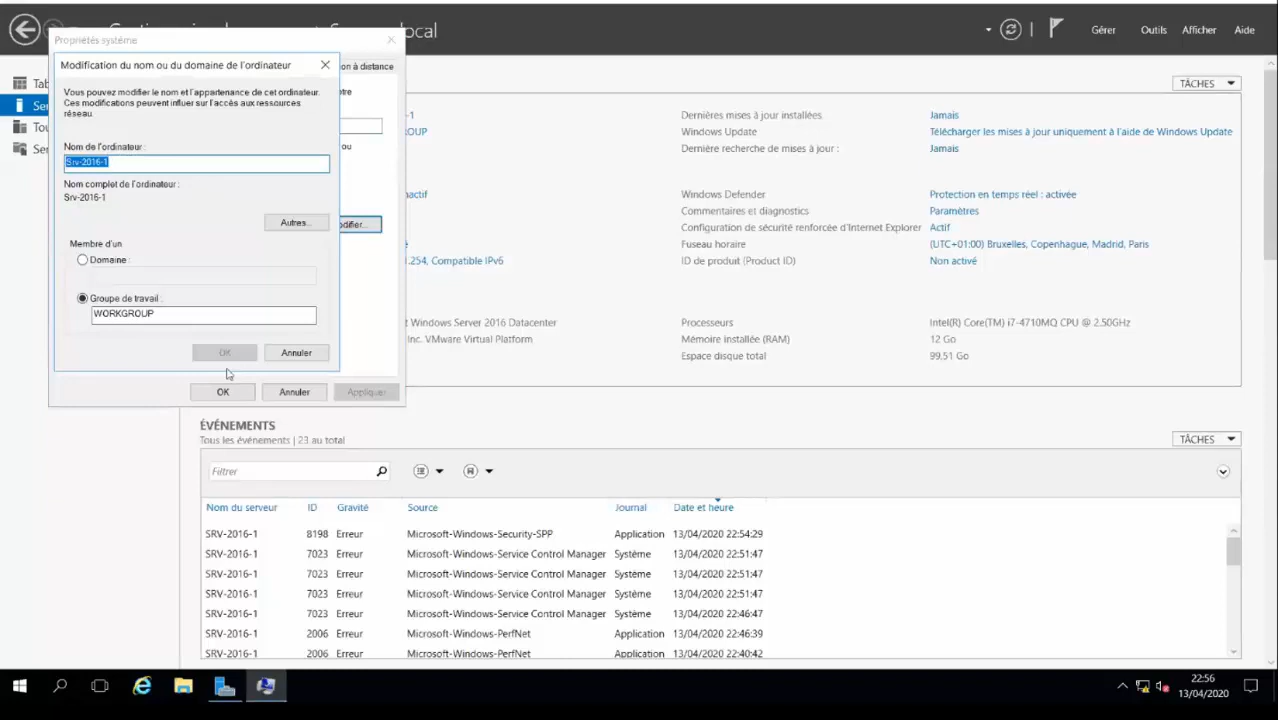 local
Gérer
Outils
Afficher
Aide
Propriétés système
on à distance
Modification du nom ou du domaine de l'ordinateur
Vous pouvez modifier le nom et l'appartenance de cet ordinateur.
Ces modifications peuvent influer sur l'accès aux ressources
réseau.
Nom de l'ordinateur :
Srv-2016-1
Nom complet de l'ordinateur :
Srv-2016-1
Autres...
Membre d'un
Domaine :
Groupe de travail :
WORKGROUP
OK
Annuler
OK
Annuler
Appliquer
TÂCHES
-1
OUP
actif
1.254, Compatible IPv6
t Windows Server 2016 Datacenter
Inc. VMware Virtual Platform
Dernières mises à jour installées
Jamais
Windows Update
Télécharger les mises à jour uniquement à l'aide de Windows Update
Dernière recherche de mises à jour :
Jamais
Windows Defender
Protection en temps réel : activée
Commentaires et diagnostics
Paramètres
Configuration de sécurité renforcée d'Internet Explorer
Actif
Fuseau horaire
(UTC+01:00) Bruxelles, Copenhague, Madrid, Paris
ID de produit (Product ID)
Non activé
Processeurs
Intel(R) Core(TM) i7-4710MQ CPU @ 2.50GHz
Mémoire installée (RAM)
12 Go
Espace disque total
99.51 Go
ÉVÉNEMENTS
Tous les événements | 23 au total
TÂCHES
Filtrer
Nom du serveur ID Gravité Source Journal Date et heure
SRV-2016-1 8198 Erreur Microsoft-Windows-Security-SPP Application 13/04/2020 22:54:29
SRV-2016-1 7023 Erreur Microsoft-Windows-Service Control Manager Système 13/04/2020 22:51:47
SRV-2016-1 7023 Erreur Microsoft-Windows-Service Control Manager Système 13/04/2020 22:51:47
SRV-2016-1 7023 Erreur Microsoft-Windows-Service Control Manager Système 13/04/2020 22:51:47
SRV-2016-1 7023 Erreur Microsoft-Windows-Service Control Manager Système 13/04/2020 22:46:47
SRV-2016-1 2006 Erreur Microsoft-Windows-PerfNet Application 13/04/2020 22:46:39
SRV-2016-1 2006 Erreur Microsoft-Windows-PerfNet Application 13/04/2020 22:40:42
22:56
13/04/2020